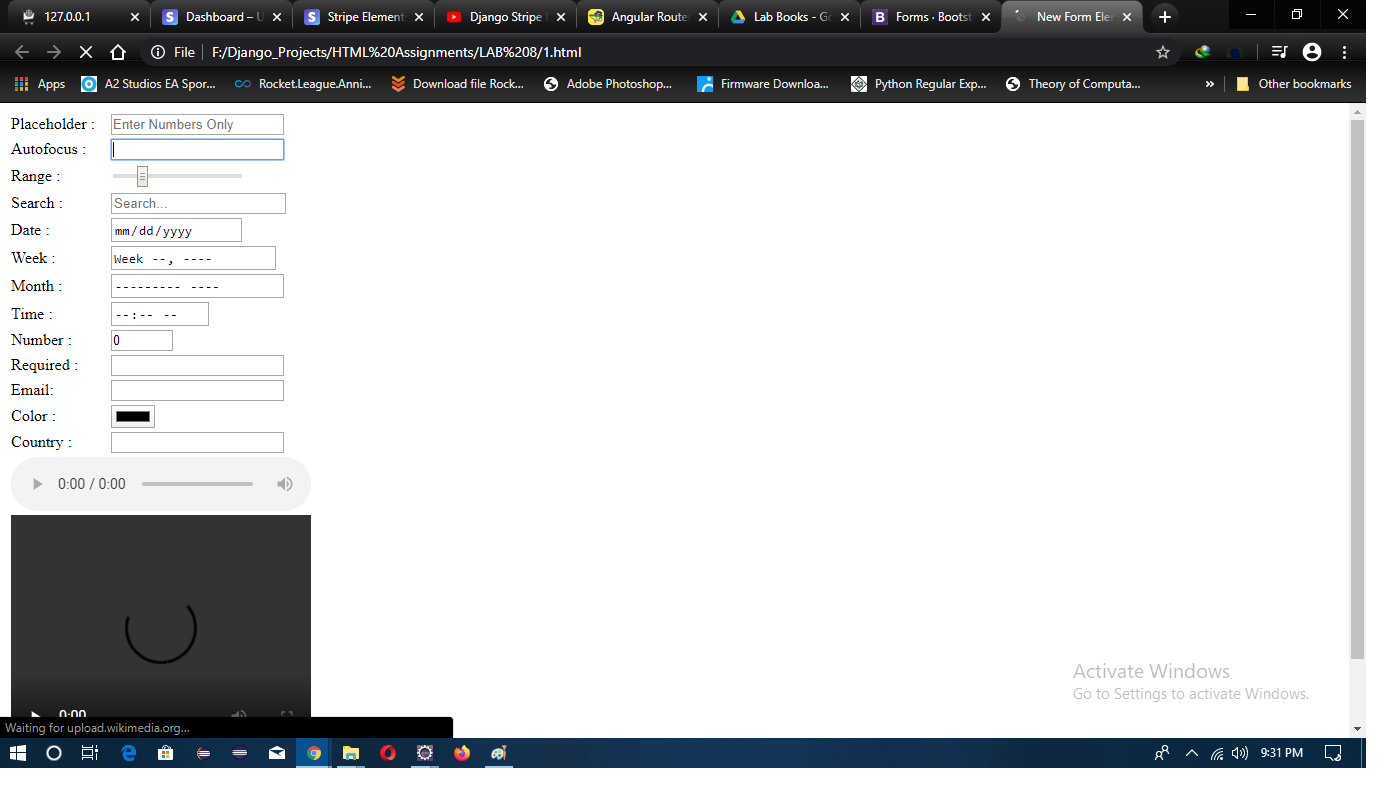 127.0.0.1 Dashboard – U Stripe Element Django Stripe Angular Route Lab Books - Go Forms · Bootst New Form Elem
File F:/Django_Projects/HTML%20Assignments/LAB%208/1.html
Apps A2 Studios EA Spor... Rocket.League.Anni... Download file Rock... Adobe Photoshop... Firmware Downloa... Python Regular Exp... Theory of Computa... » Other bookmarks
Placeholder : Enter Numbers Only
Autofocus :
Range :
Search : Search...
Date : mm/dd/yyyy
Week : Week --, ----
Month : --------- ----
Time : --:-- --
Number : 0
Required :
Email:
Color :
Country :
0:00 / 0:00
0:00
Activate Windows
Go to Settings to activate Windows.
Waiting for upload.wikimedia.org...
9:31 PM